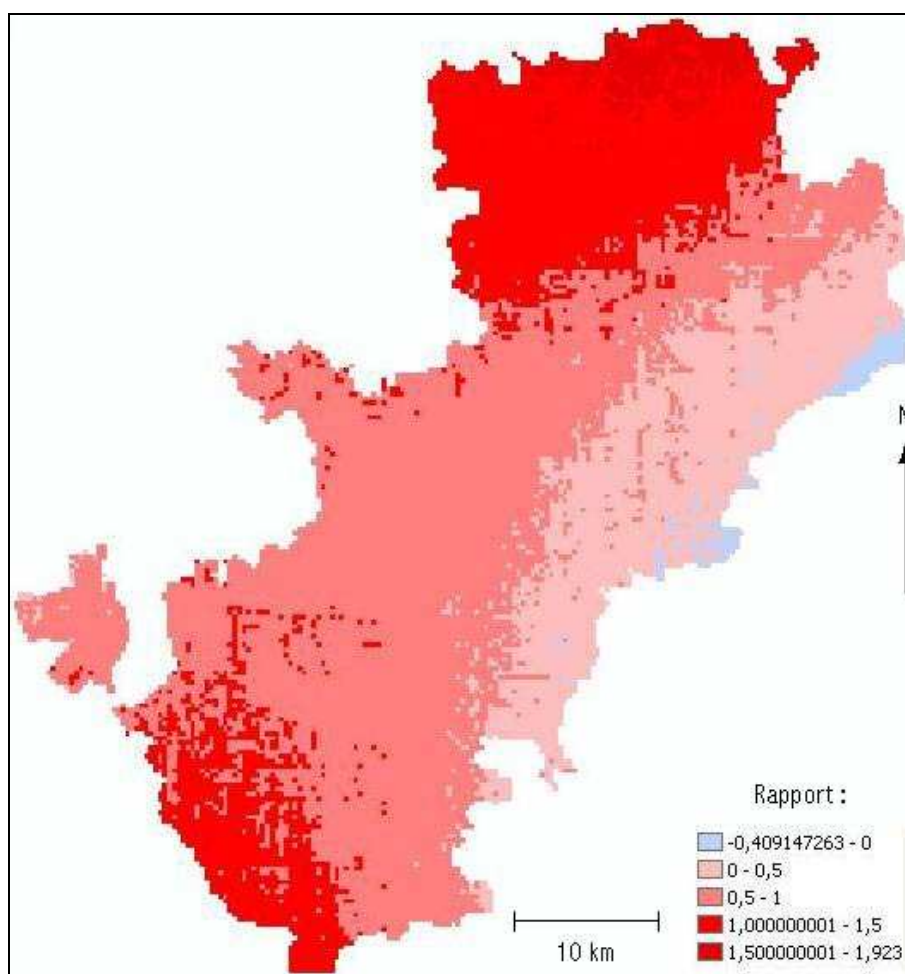 N
Rapport :
-0,409147263 - 0
0 - 0,5
0,5 - 1
1,000000001 - 1,5
1,500000001 - 1,923
10 km